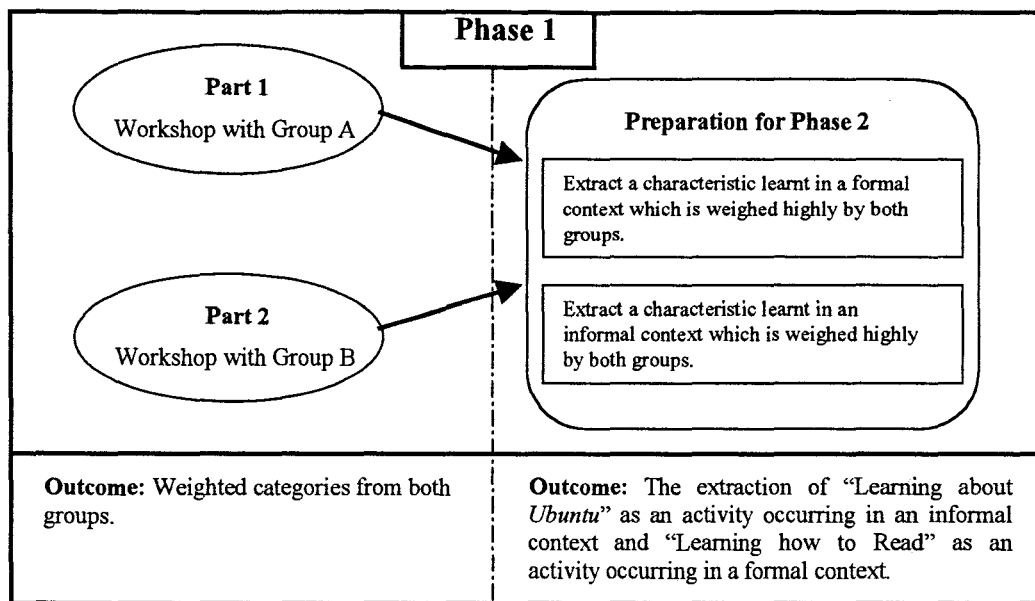 Phase 1
Part 1
Workshop with Group A
Part 2
Workshop with Group B
Preparation for Phase 2
Extract a characteristic learnt in a formal
context which is weighed highly by both
groups.
Extract a characteristic learnt in an
informal context which is weighed highly
by both groups.
Outcome: Weighted categories from both
groups.
Outcome: The extraction of “Learning about
Ubuntu” as an activity occurring in an informal
context and “Learning how to Read” as an
activity occurring in a formal context.